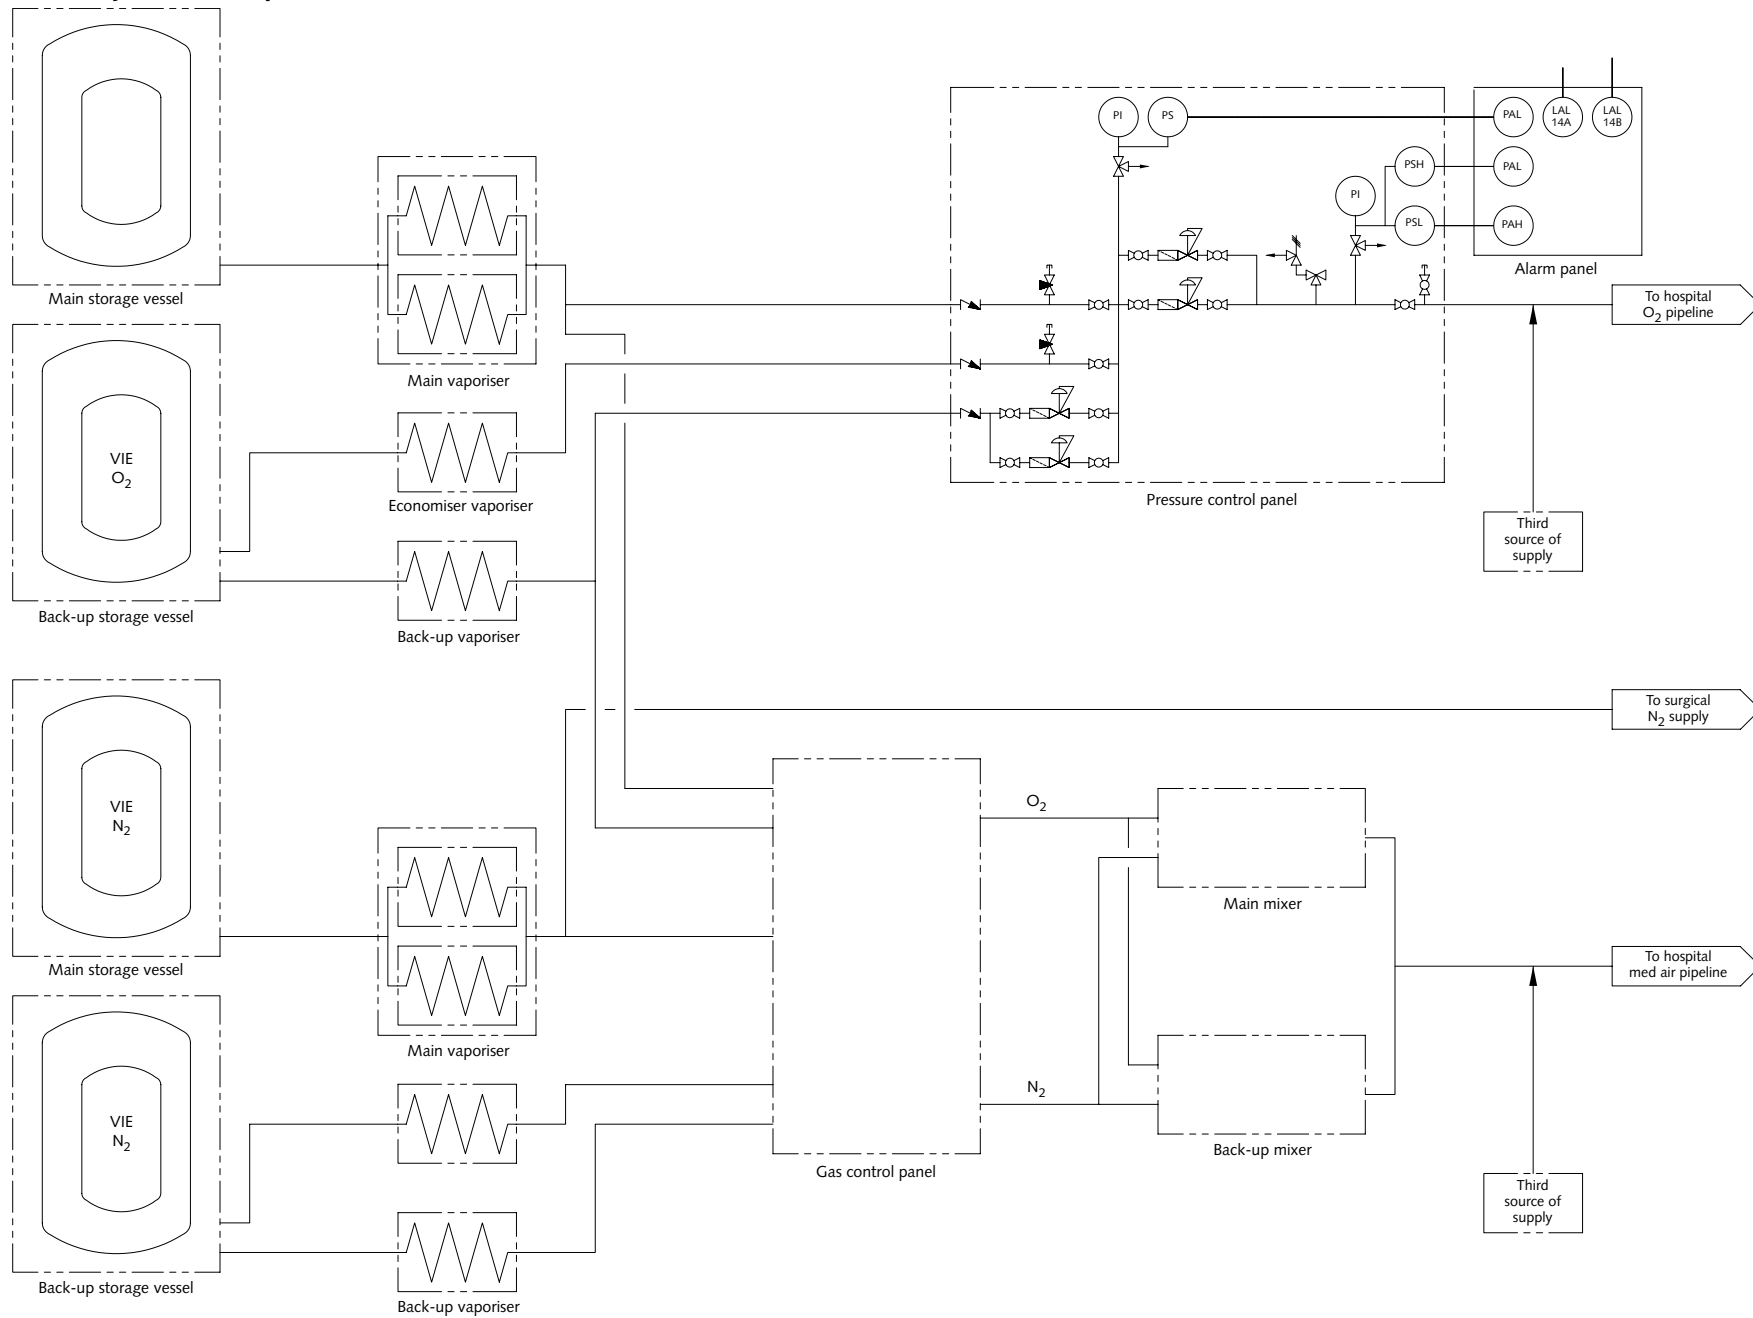 Main storage vessel
VIE
O2
Back-up storage vessel
Main vaporiser
Economiser vaporiser
Back-up vaporiser
PI
PS
PI
PSH
PSL
PAL
LAL
14A
LAL
14B
PAL
PAH
Alarm panel
Pressure control panel
To hospital
O2 pipeline
Third
source of
supply
VIE
N2
Main storage vessel
VIE
N2
Back-up storage vessel
Main vaporiser
Back-up vaporiser
Gas control panel
O2
N2
Main mixer
Back-up mixer
To surgical
N2 supply
To hospital
med air pipeline
Third
source of
supply